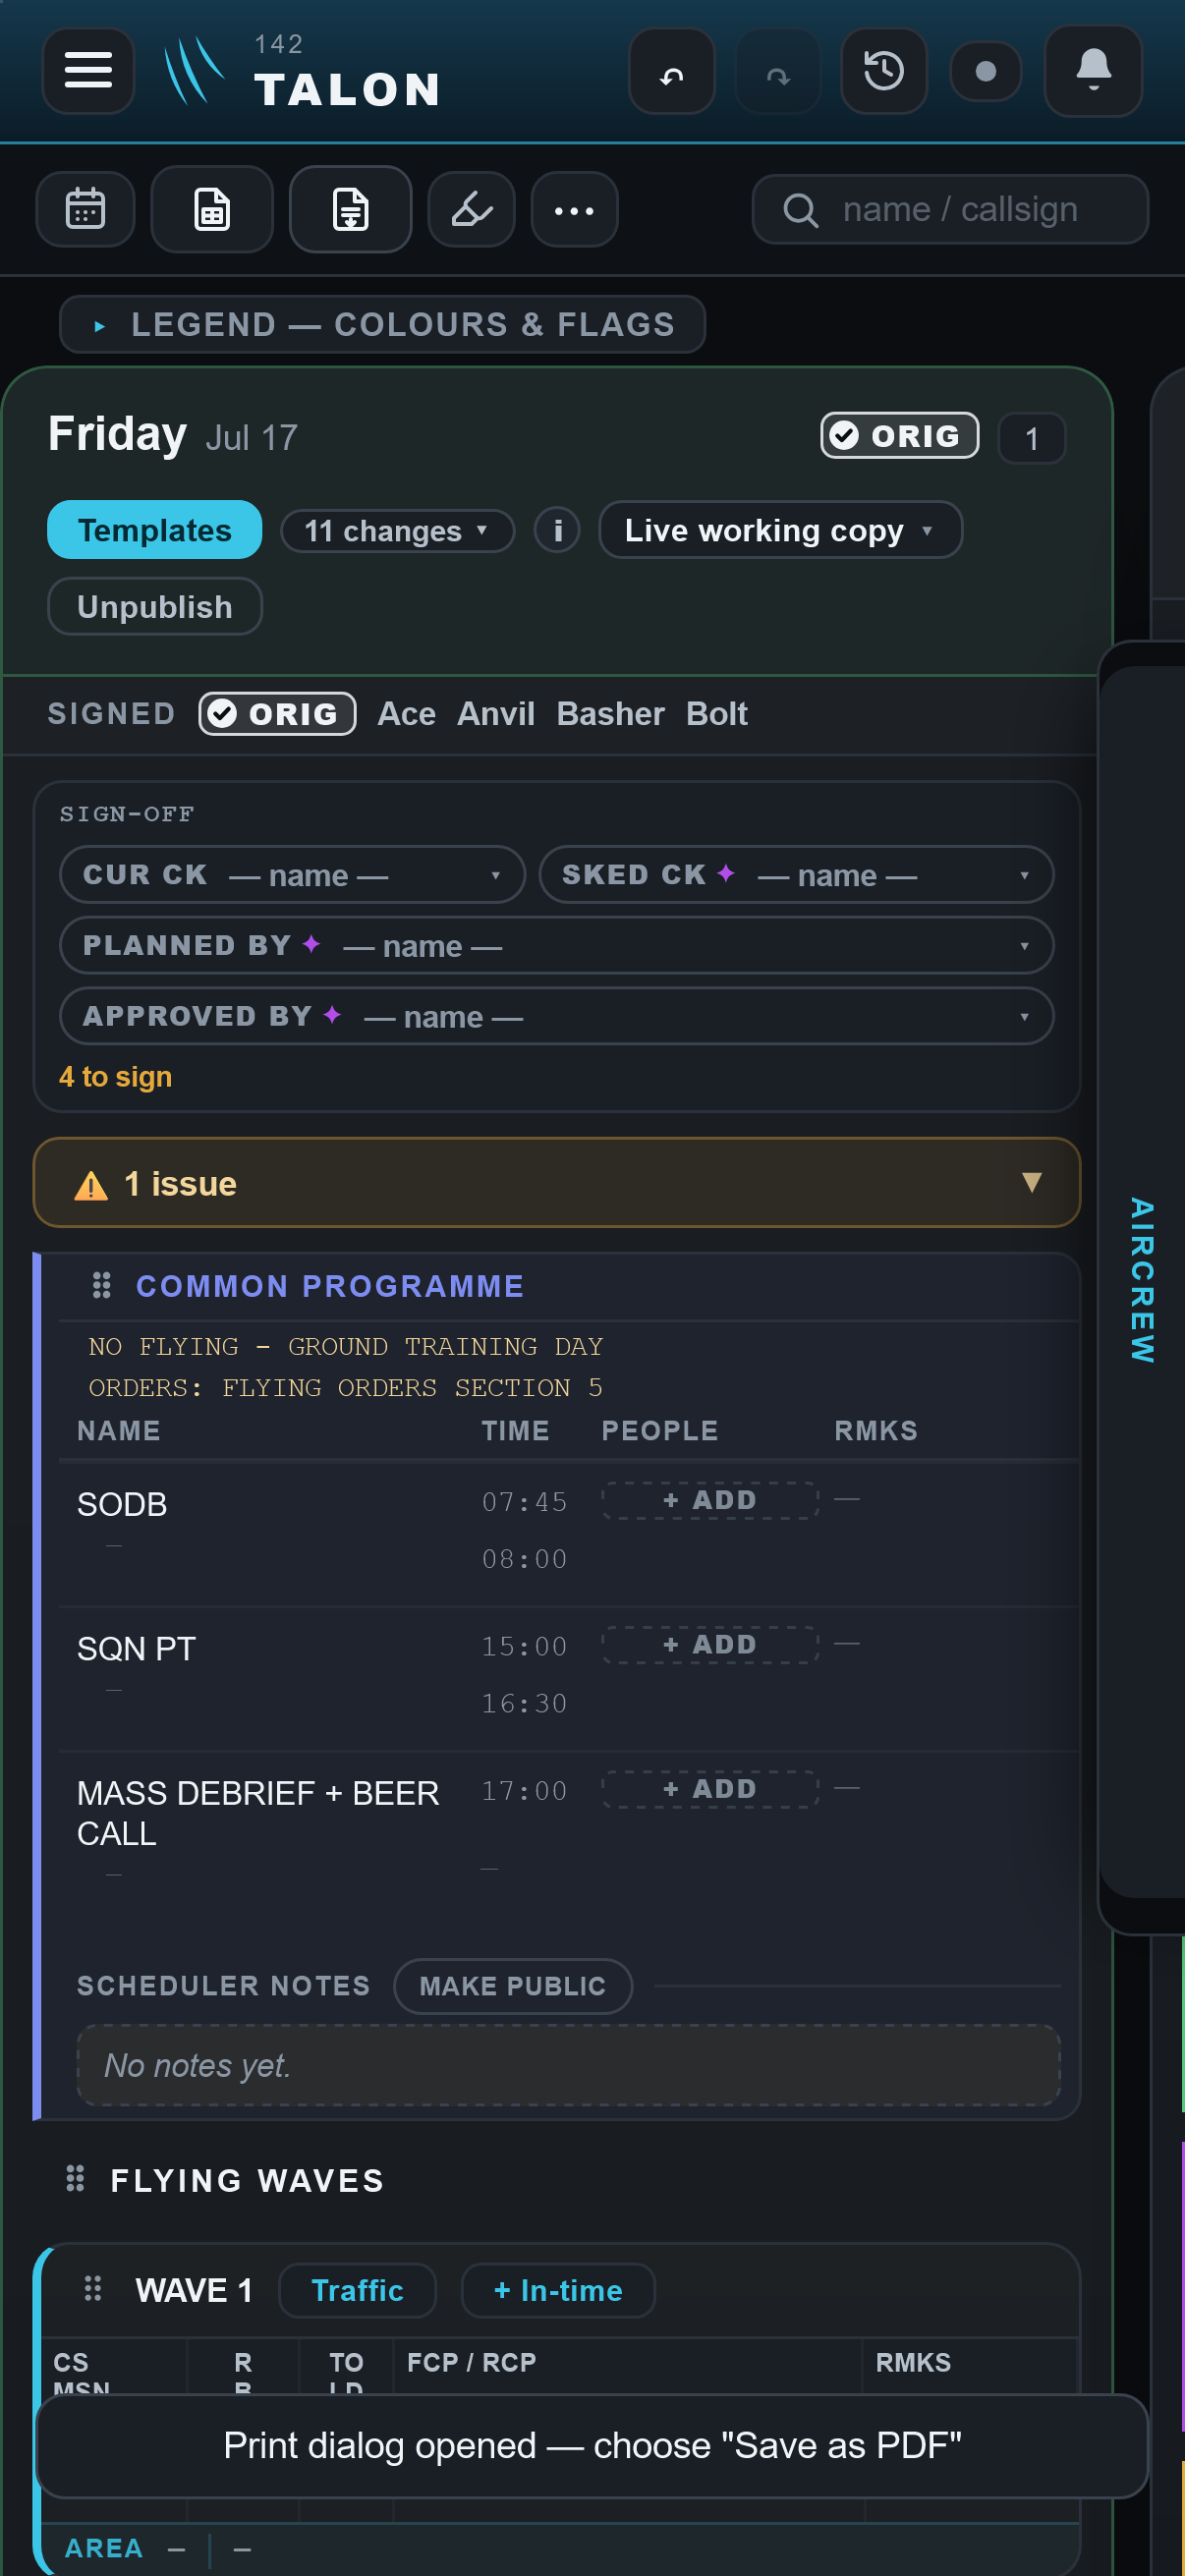 142
TALON
name / callsign
LEGEND — COLOURS & FLAGS
Friday Jul 17 ORIG 1
Templates 11 changes i Live working copy
Unpublish
SIGNED ORIG Ace Anvil Basher Bolt
SIGN-OFF
CUR CK — name — SKED CK — name —
PLANNED BY — name —
APPROVED BY — name —
4 to sign
1 issue
AIRCREW
COMMON PROGRAMME
NO FLYING - GROUND TRAINING DAY
ORDERS: FLYING ORDERS SECTION 5
NAME TIME PEOPLE RMKS
SODB 07:45 + ADD —
— 08:00
SQN PT 15:00 + ADD —
— 16:30
MASS DEBRIEF + BEER 17:00 + ADD —
CALL
— —
SCHEDULER NOTES MAKE PUBLIC
No notes yet.
FLYING WAVES
WAVE 1 Traffic + In-time
CS R TO FCP / RCP RMKS
MSN B LD
Print dialog opened — choose "Save as PDF"
AREA — —